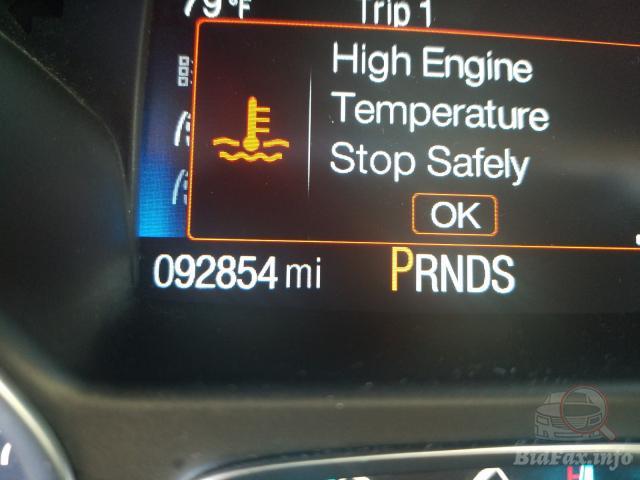 79°F Trip 1
High Engine
Temperature
Stop Safely
OK
092854 mi PRNDS
BidFax.info
H